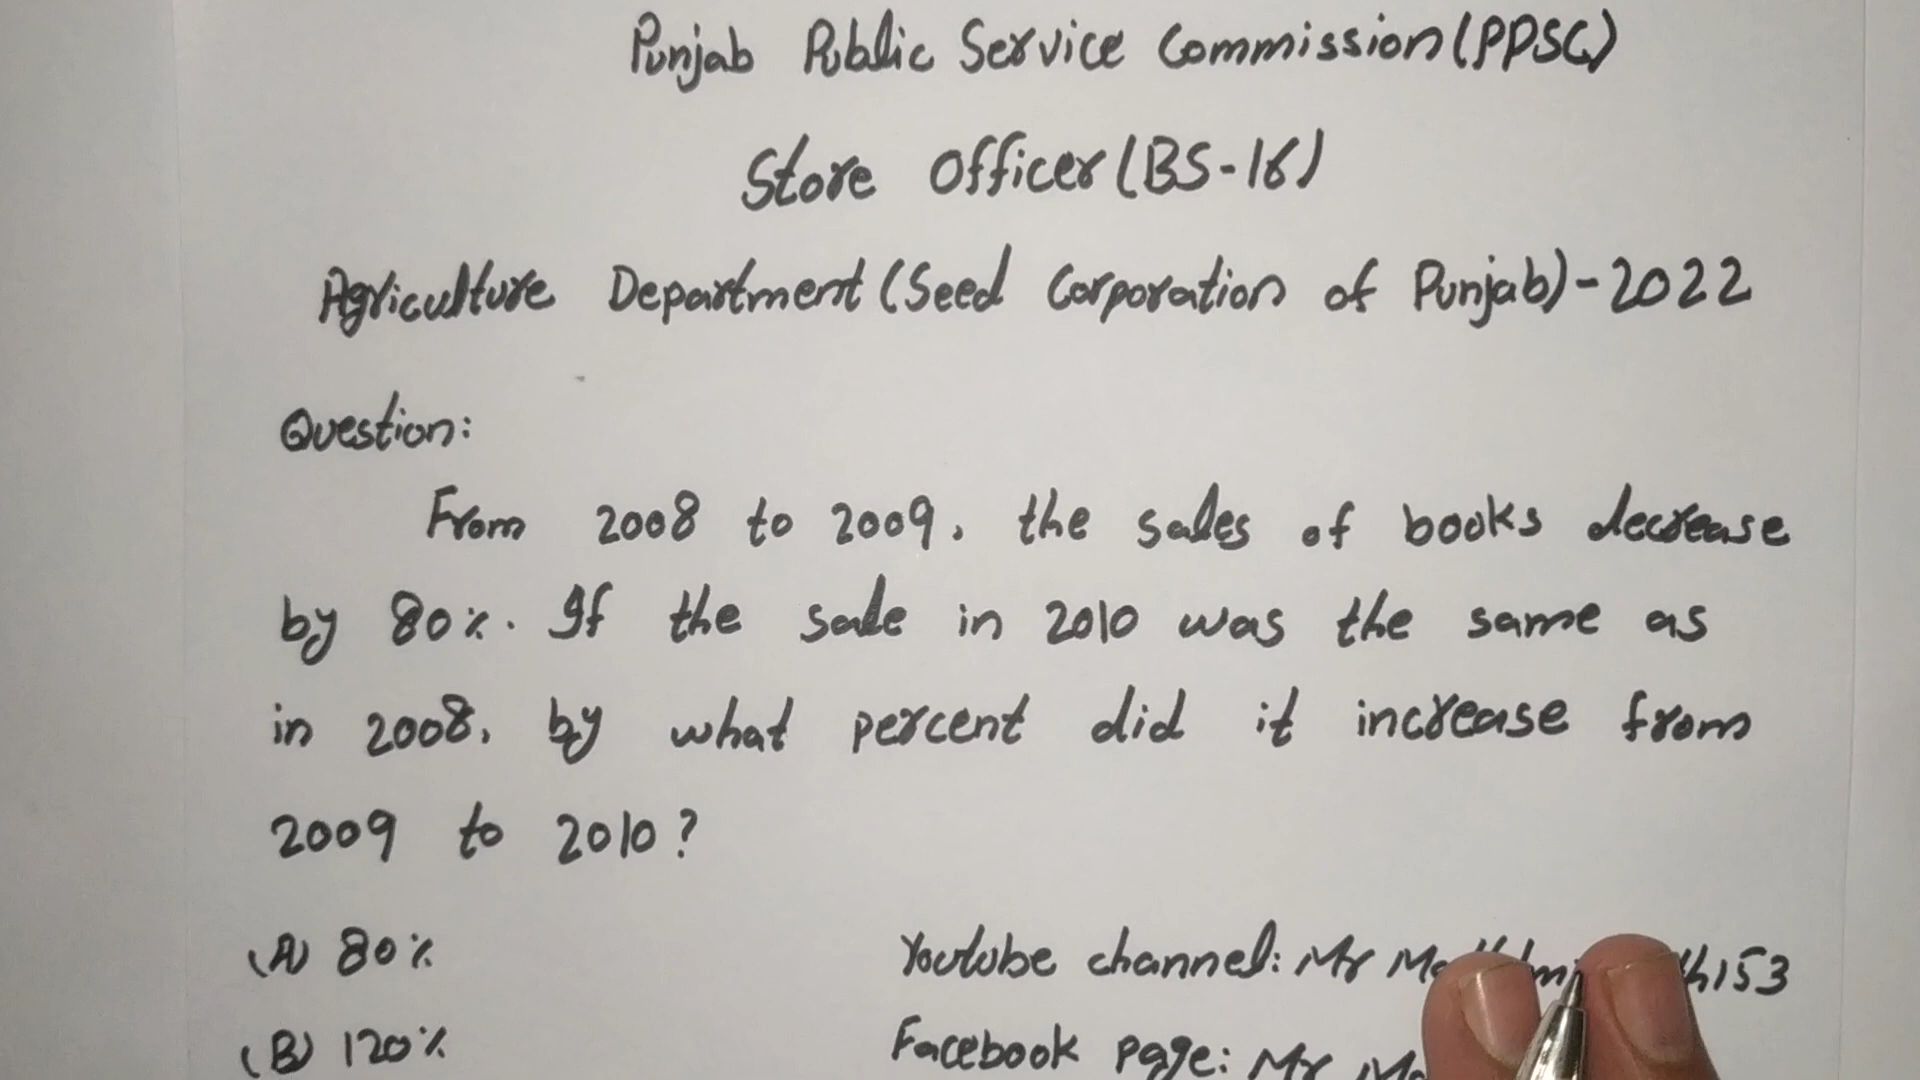 Punjab Public Service Commission(PPSC)
Store Officer(BS-16)
Agriculture Department(Seed Corporation of Punjab)-2022
Question:
From 2008 to 2009, the sales of books decrease
by 80%. If the sale in 2010 was the same as
in 2008, by what percent did it increase from
2009 to 2010?
(A) 80%
Youtube channel: Mr
(B) 120%
Facebook page: Mr